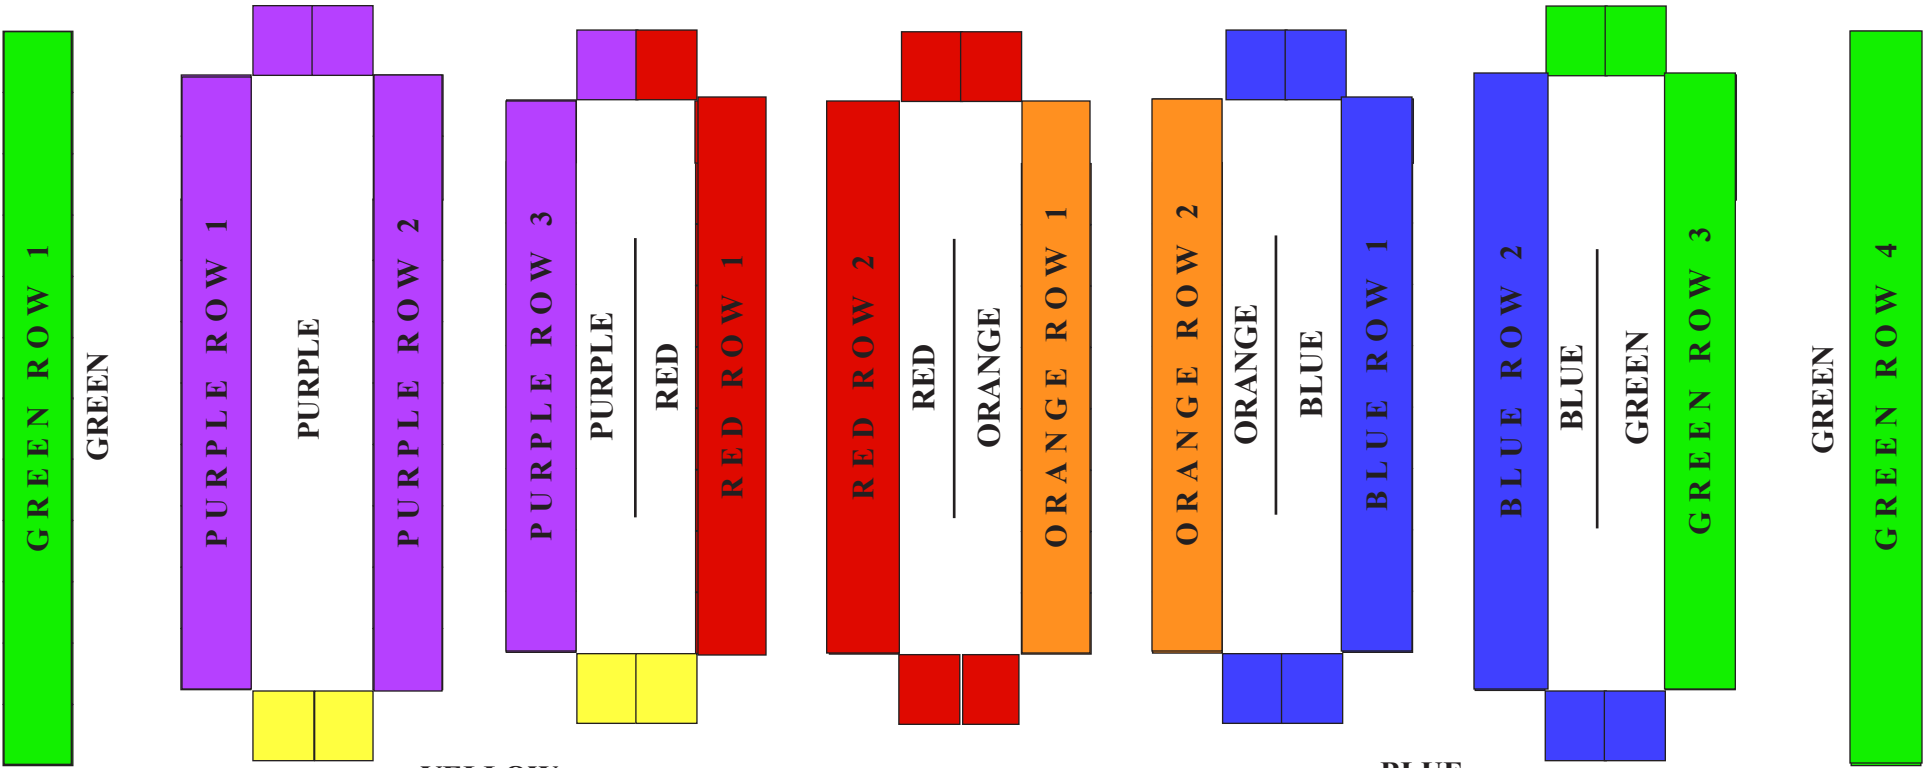 GREEN ROW 1
GREEN
PURPLE ROW 1
PURPLE
PURPLE ROW 2
PURPLE ROW 3
PURPLE
RED
RED ROW 1
RED ROW 2
RED
ORANGE
ORANGE ROW 1
ORANGE ROW 2
ORANGE
BLUE
BLUE ROW 1
BLUE ROW 2
BLUE
GREEN
GREEN ROW 3
GREEN
GREEN ROW 4
YELLOW
BLUE